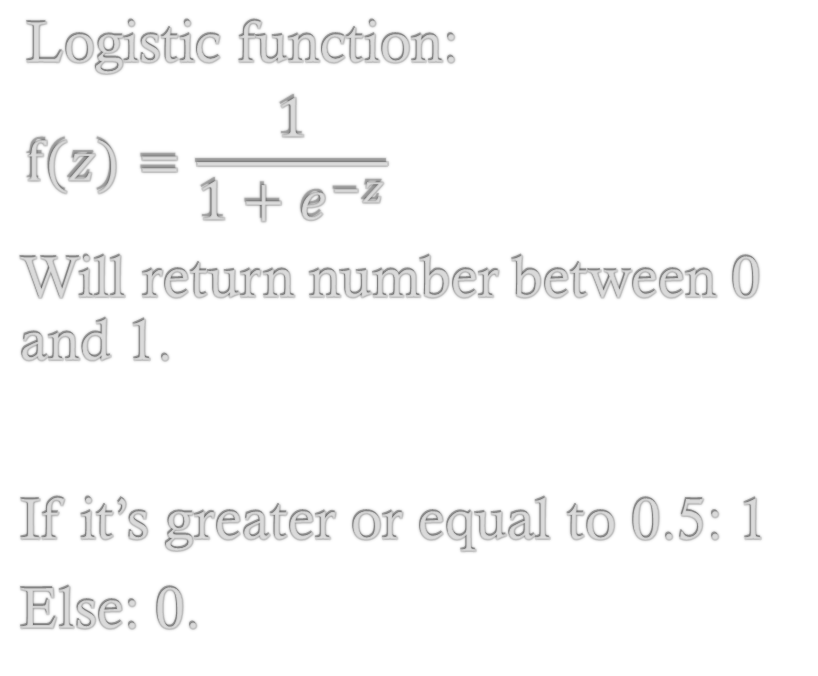 Logistic function:
f(z) = 1 / (1 + e^−z)
Will return number between 0
and 1.
If it’s greater or equal to 0.5: 1
Else: 0.